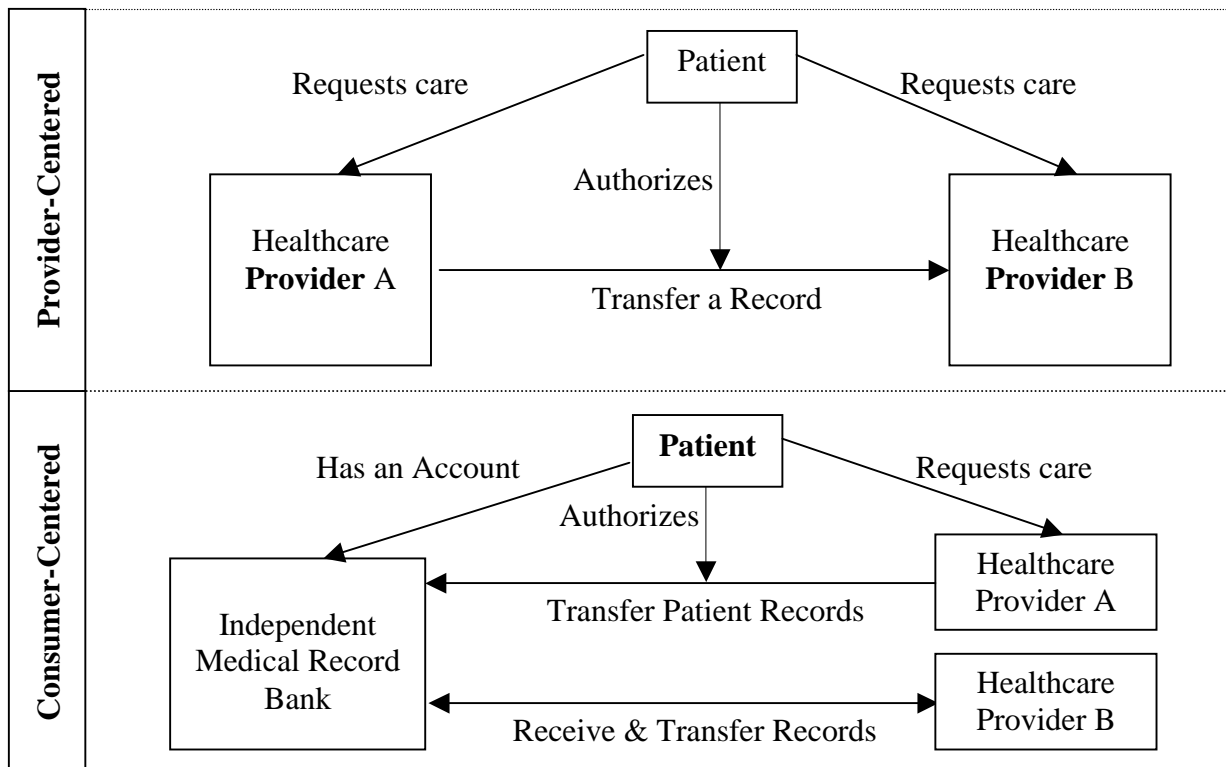 Provider-Centered
Patient
Requests care
Requests care
Authorizes
Healthcare
Provider A
Healthcare
Provider B
Transfer a Record
Consumer-Centered
Patient
Has an Account
Requests care
Authorizes
Healthcare
Provider A
Transfer Patient Records
Independent
Medical Record
Bank
Healthcare
Provider B
Receive & Transfer Records